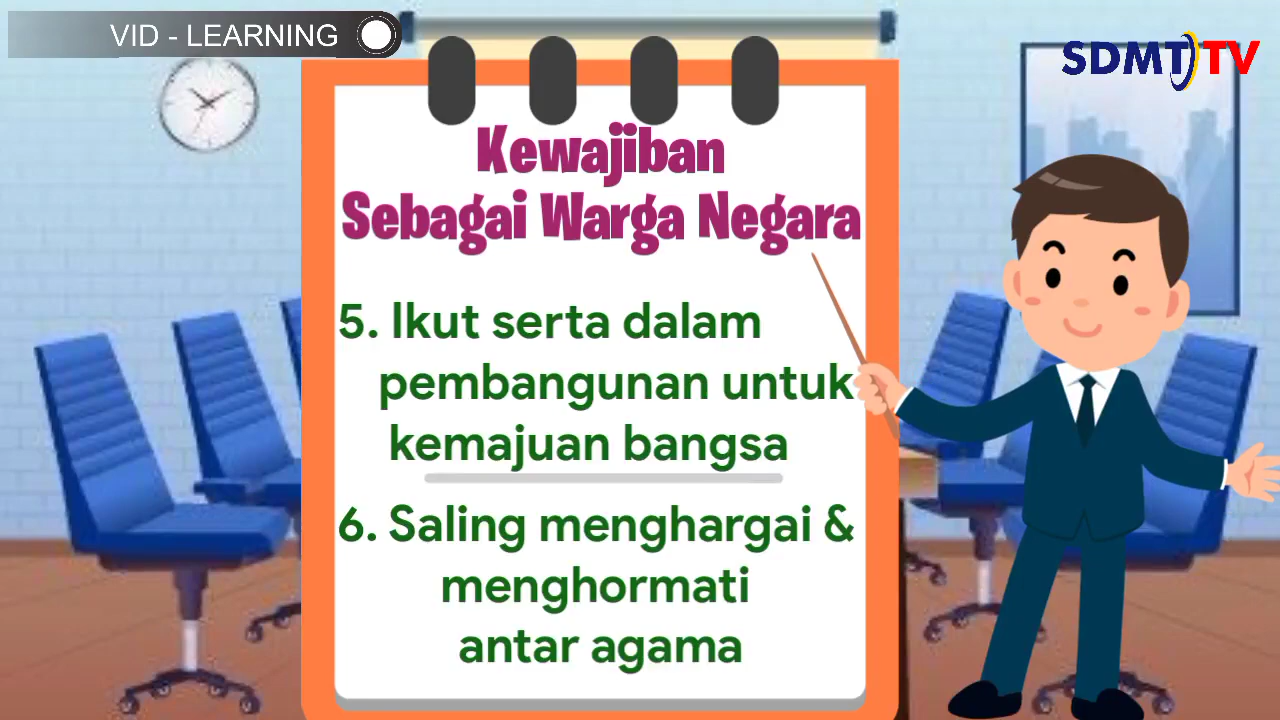 VID - LEARNING
SDMT TV
Kewajiban
Sebagai Warga Negara
5. Ikut serta dalam
pembangunan untuk
kemajuan bangsa
6. Saling menghargai &
menghormati
antar agama